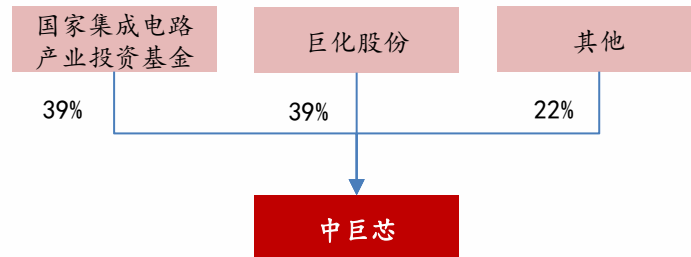 国家集成电路
产业投资基金
巨化股份
其他
39%
39%
22%
中巨芯